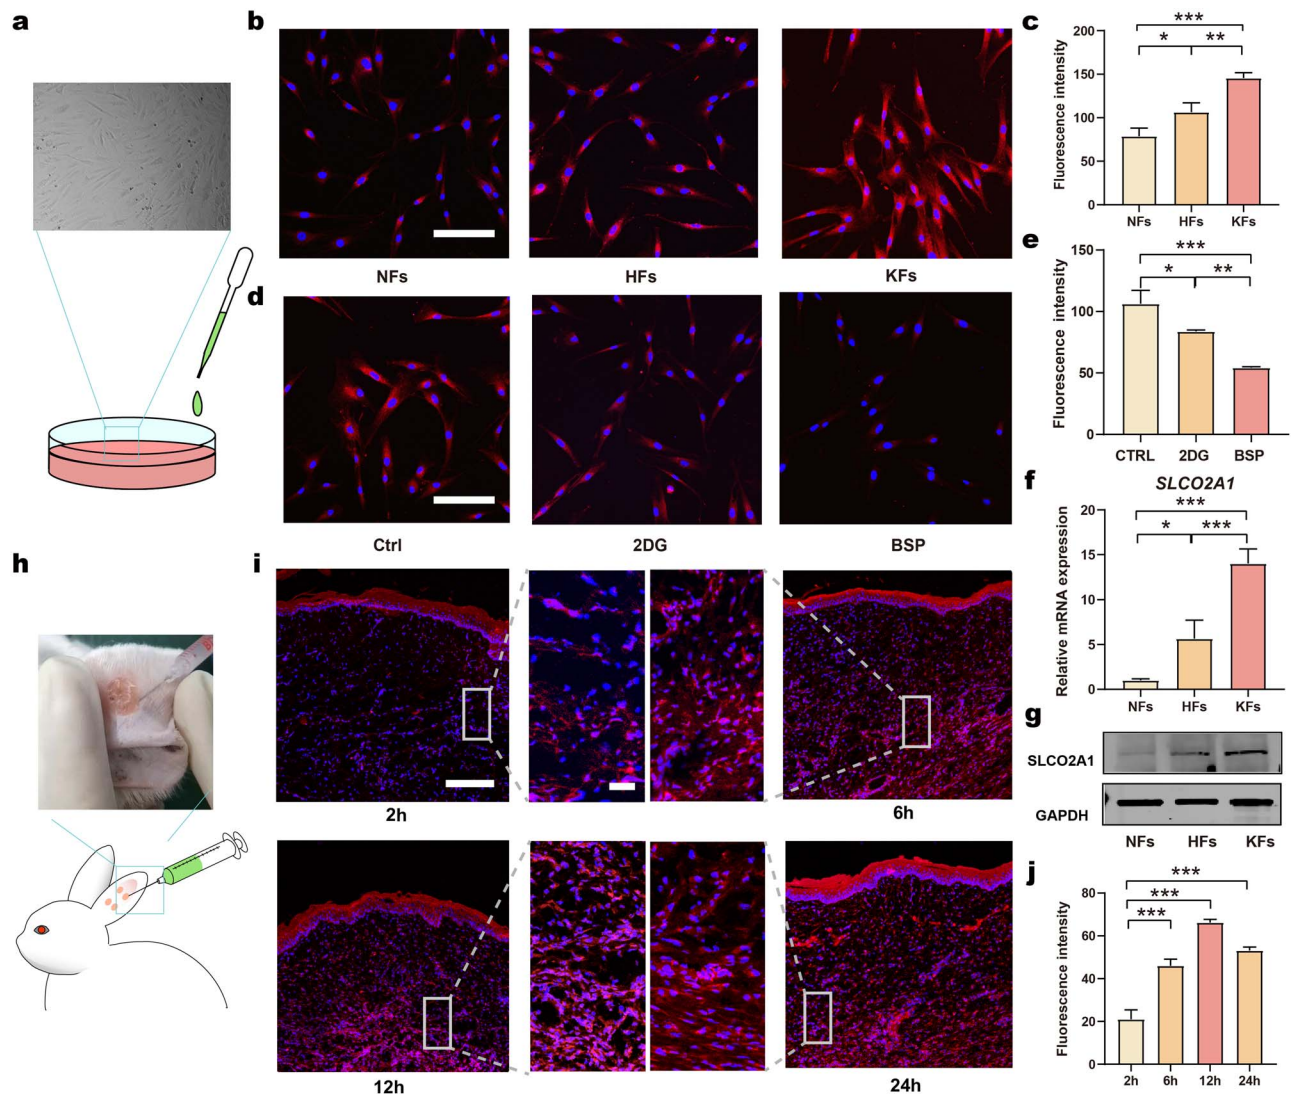 a
b
NFs
HFs
KFs
c
***
*
**
200
150
100
50
0
Fluorescence intensity
NFs
HFs
KFs
d
Ctrl
2DG
BSP
e
***
*
**
150
100
50
0
Fluorescence intensity
CTRL
2DG
BSP
f
SLCO2A1
***
*
***
20
15
10
5
0
Relative mRNA expression
NFs
HFs
KFs
g
SLCO2A1
GAPDH
NFs
HFs
KFs
h
i
2h
6h
12h
24h
j
***
***
***
80
60
40
20
0
Fluorescence intensity
2h
6h
12h
24h